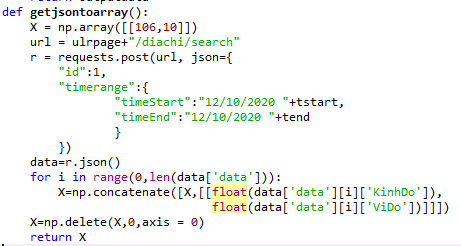 def getjsontoarray():
    X = np.array([[106,10]])
    url = ulrpage+"/diachi/search"
    r = requests.post(url, json={
        "id":1,
        "timerange":{
                "timeStart":"12/10/2020 "+tstart,
                "timeEnd":"12/10/2020 "+tend
                }
        })
    data=r.json()
    for i in range(0,len(data['data'])):
        X=np.concatenate([X,[[float(data['data'][i]['KinhDo']),
                              float(data['data'][i]['ViDo'])]]])
    X=np.delete(X,0,axis = 0)
    return X